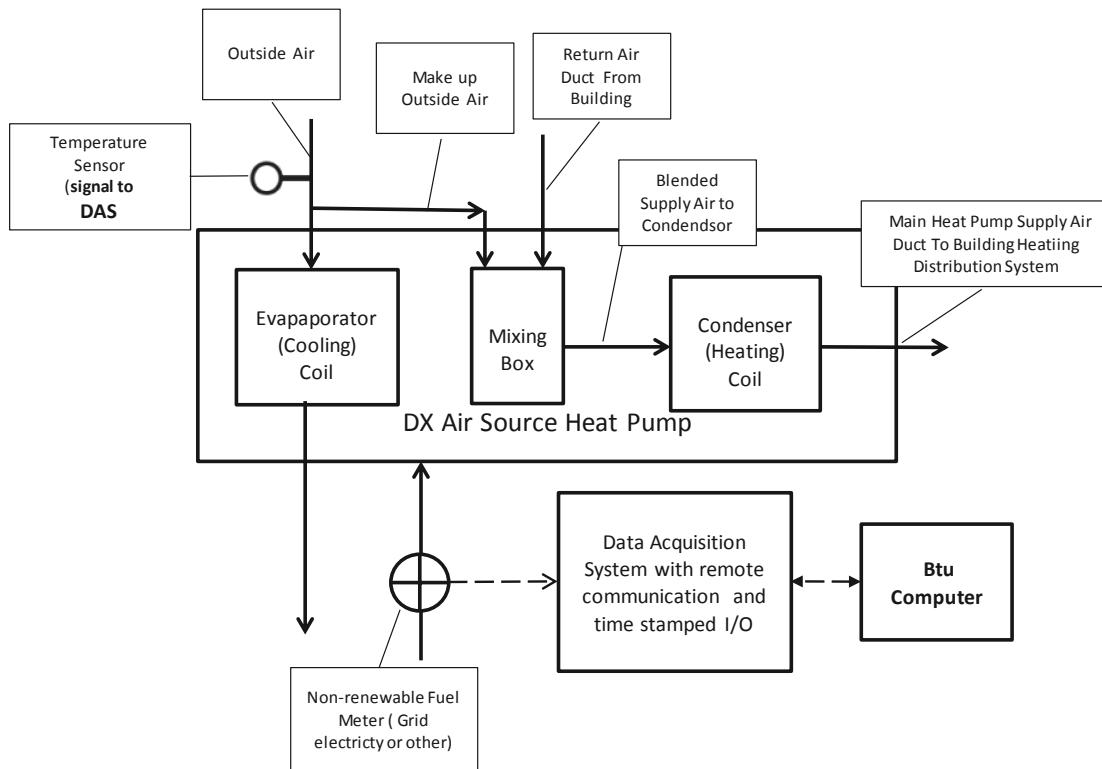 Outside Air
Make up
Outside Air
Return Air
Duct From
Building
Temperature
Sensor
(signal to
DAS
Blended
Supply Air to
Condendsor
Main Heat Pump Supply Air
Duct To Building Heatiing
Distribution System
Evapaporator
(Cooling)
Coil
Mixing
Box
Condenser
(Heating)
Coil
DX Air Source Heat Pump
Data Acquisition
System with remote
communication and
time stamped I/O
Btu
Computer
Non-renewable Fuel
Meter ( Grid
electricty or other)